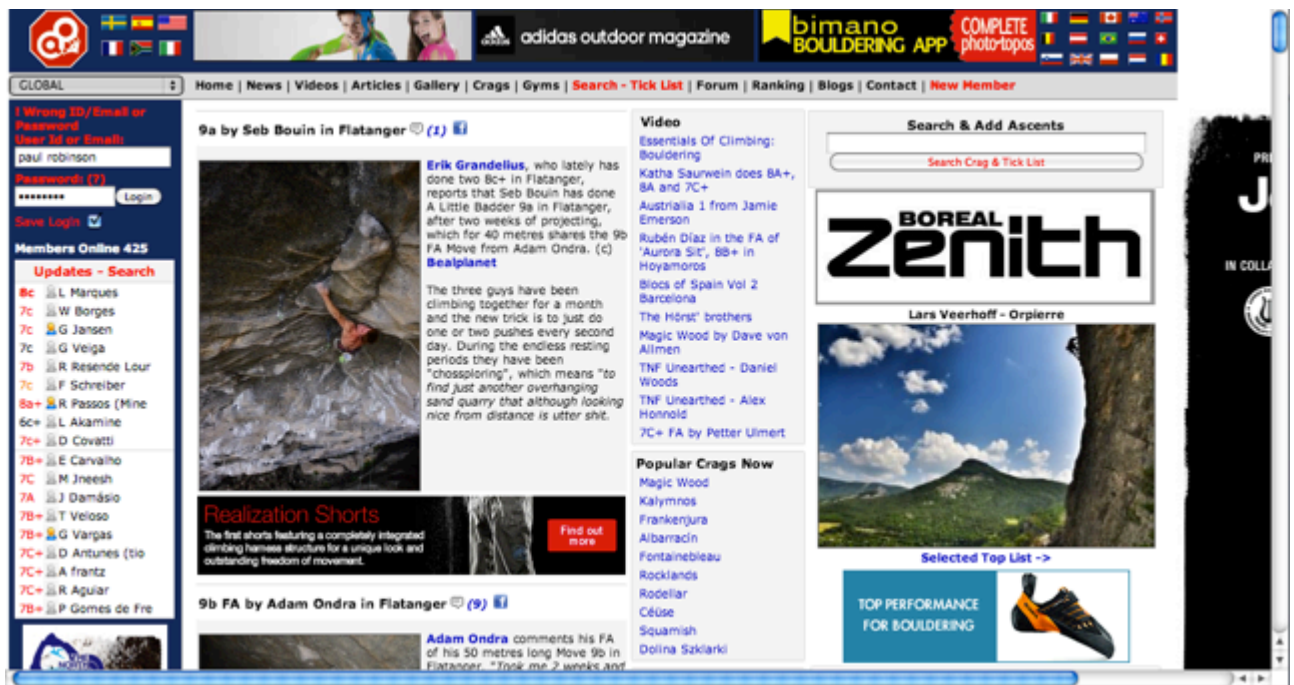 adidas
adidas outdoor magazine
bimano
BOULDERING APP
COMPLETE
photo-topos
GLOBAL
Home | News | Videos | Articles | Gallery | Crags | Gyms | Search - Tick List | Forum | Ranking | Blogs | Contact | New Member
! Wrong ID/Email or
Password
User Id or Email:
paul robinson
Password: (?)
Login
Save Login
Members Online 425
Updates - Search
8c L Marques
7c W Borges
7c G Jansen
7c G Veiga
7b R Resende Lour
7c F Schreiber
8a+ R Passos (Mine
6c+ L Akamine
7c+ D Covatti
7B+ E Carvalho
7C M Jneesh
7A J Damásio
7B+ T Veloso
7B+ G Vargas
7C+ D Antunes (tio
7C+ A frantz
7C+ R Aguiar
7B+ P Gomes de Fre
THE
NORTH
9a by Seb Bouin in Flatanger (1)
Erik Grandelius, who lately has
done two 8c+ in Flatanger,
reports that Seb Bouin has done
A Little Badder 9a in Flatanger,
after two weeks of projecting,
which for 40 metres shares the 9b
FA Move from Adam Ondra. (c)
Bealplanet
The three guys have been
climbing together for a month
and the new trick is to just do
one or two pushes every second
day. During the endless resting
periods they have been
"chossploring", which means "to
find just another overhanging
sand quarry that although looking
nice from distance is utter shit.
Realization Shorts
The first shorts featuring a completely integrated
climbing harness structure for a unique look and
outstanding freedom of movement.
Find out
more
9b FA by Adam Ondra in Flatanger (9)
Adam Ondra comments his FA
of his 50 metres long Move 9b in
Flatanger. "Took me 2 weeks and
Video
Essentials Of Climbing:
Bouldering
Katha Saurwein does 8A+,
8A and 7C+
Austrialia 1 from Jamie
Emerson
Rubén Díaz in the FA of
'Aurora Sit', 8B+ in
Hoyamoros
Blocs of Spain Vol 2
Barcelona
The Hörst' brothers
Magic Wood by Dave von
Allmen
TNF Unearthed - Daniel
Woods
TNF Unearthed - Alex
Honnold
7C+ FA by Petter Ulmert
Popular Crags Now
Magic Wood
Kalymnos
Frankenjura
Albarracin
Fontainebleau
Rocklands
Rodellar
Céüse
Squamish
Dolina Szklarki
Search & Add Ascents
Search Crag & Tick List
BOREAL
Zenith
Lars Veerhoff - Orpierre
Selected Top List ->
TOP PERFORMANCE
FOR BOULDERING
IN COLLA